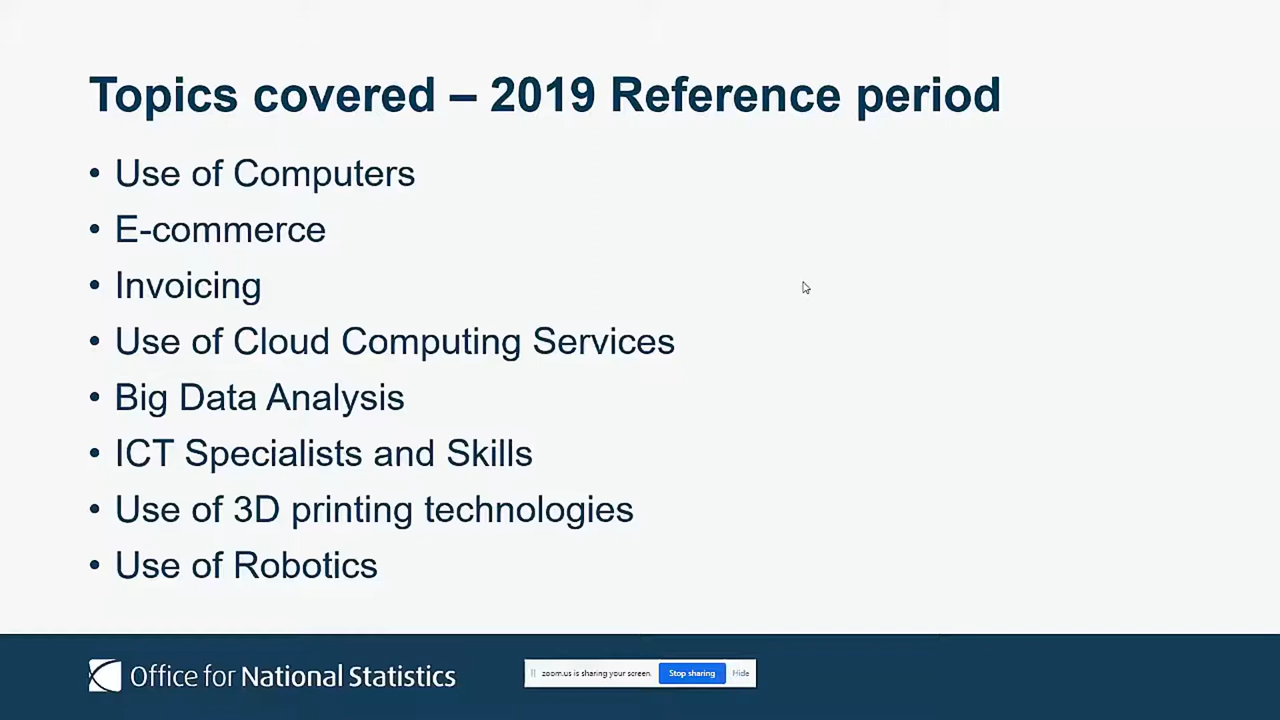 Topics covered – 2019 Reference period
• Use of Computers
• E-commerce
• Invoicing
• Use of Cloud Computing Services
• Big Data Analysis
• ICT Specialists and Skills
• Use of 3D printing technologies
• Use of Robotics
Office for National Statistics
zoom.us is sharing your screen. Stop sharing Hide